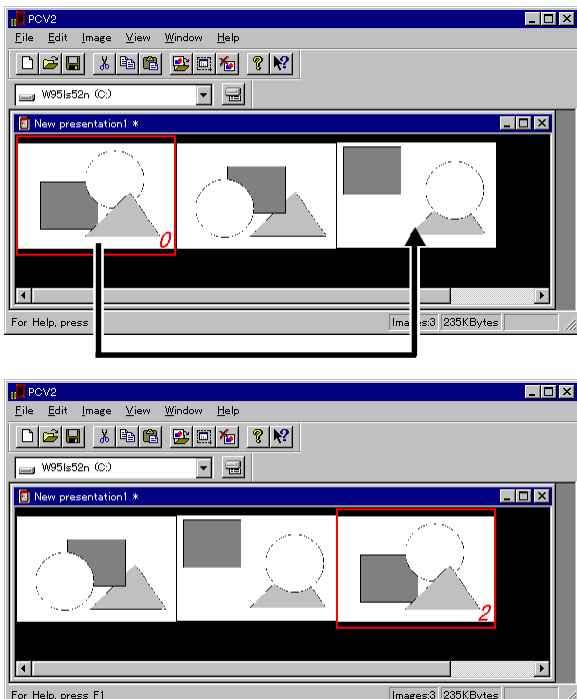 PCV2
File Edit Image View Window Help
W95ls52n (C:)
New presentation1 *
0
For Help, press
Images:3 235KBytes
PCV2
File Edit Image View Window Help
W95ls52n (C:)
New presentation1 *
2
For Help, press F1
Images:3 235KBytes